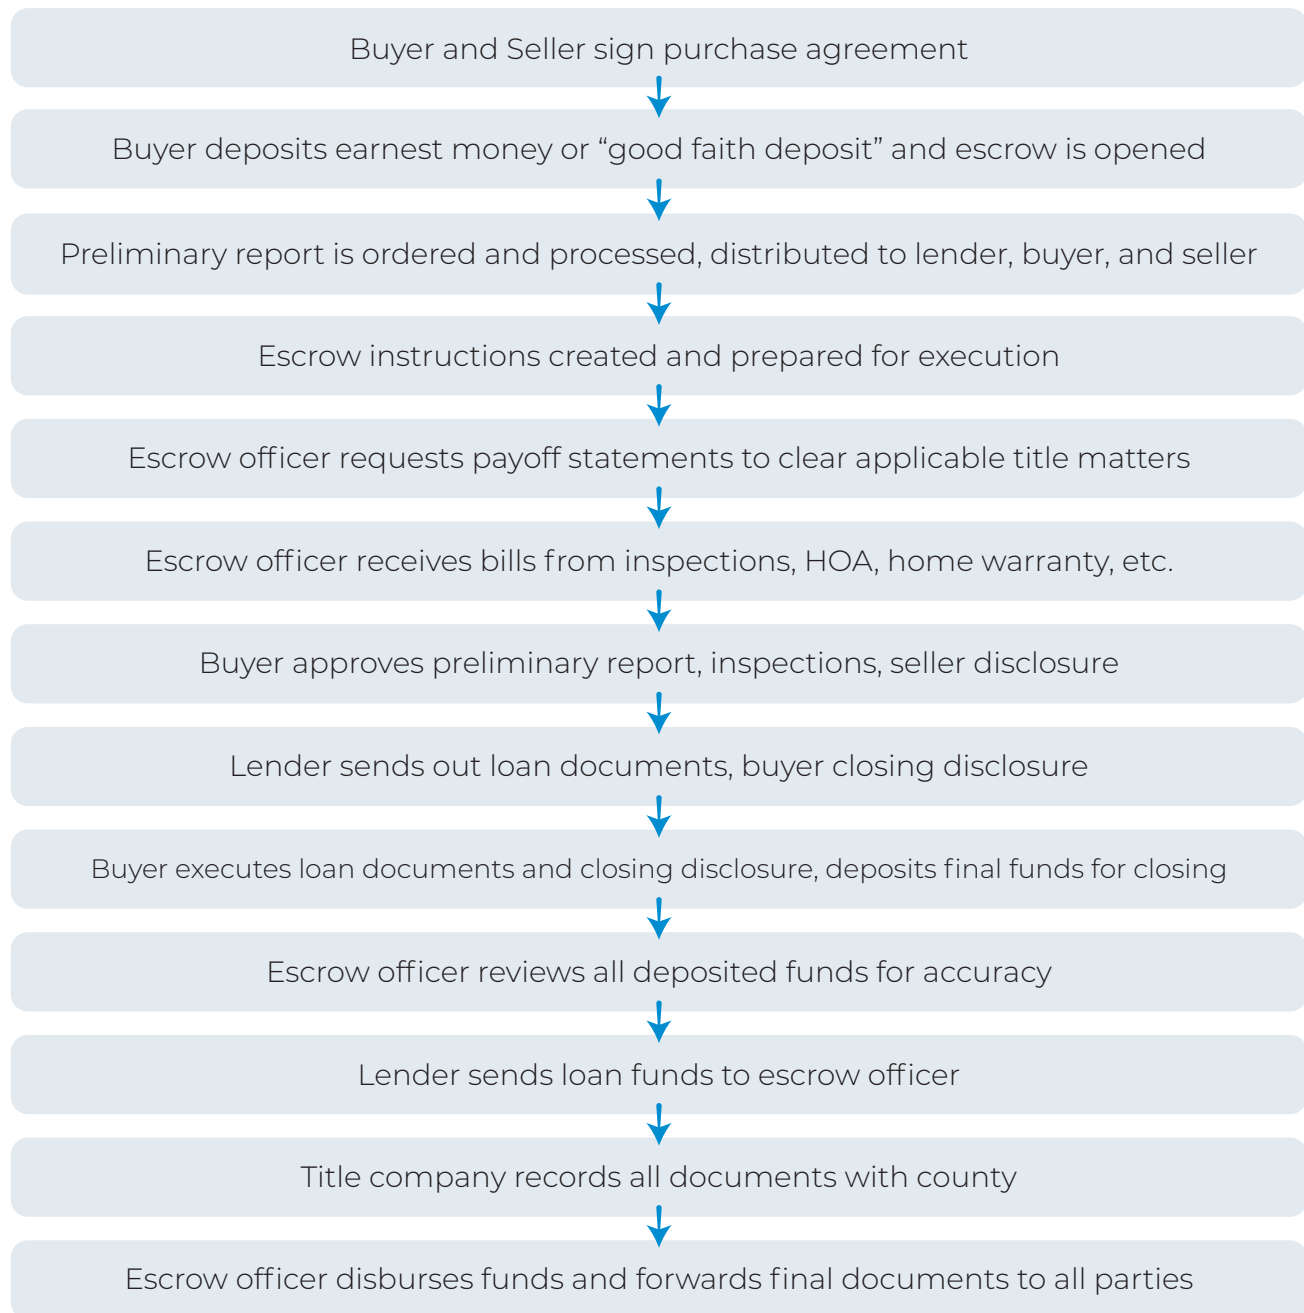 Buyer and Seller sign purchase agreement
Buyer deposits earnest money or “good faith deposit” and escrow is opened
Preliminary report is ordered and processed, distributed to lender, buyer, and seller
Escrow instructions created and prepared for execution
Escrow officer requests payoff statements to clear applicable title matters
Escrow officer receives bills from inspections, HOA, home warranty, etc.
Buyer approves preliminary report, inspections, seller disclosure
Lender sends out loan documents, buyer closing disclosure
Buyer executes loan documents and closing disclosure, deposits final funds for closing
Escrow officer reviews all deposited funds for accuracy
Lender sends loan funds to escrow officer
Title company records all documents with county
Escrow officer disburses funds and forwards final documents to all parties